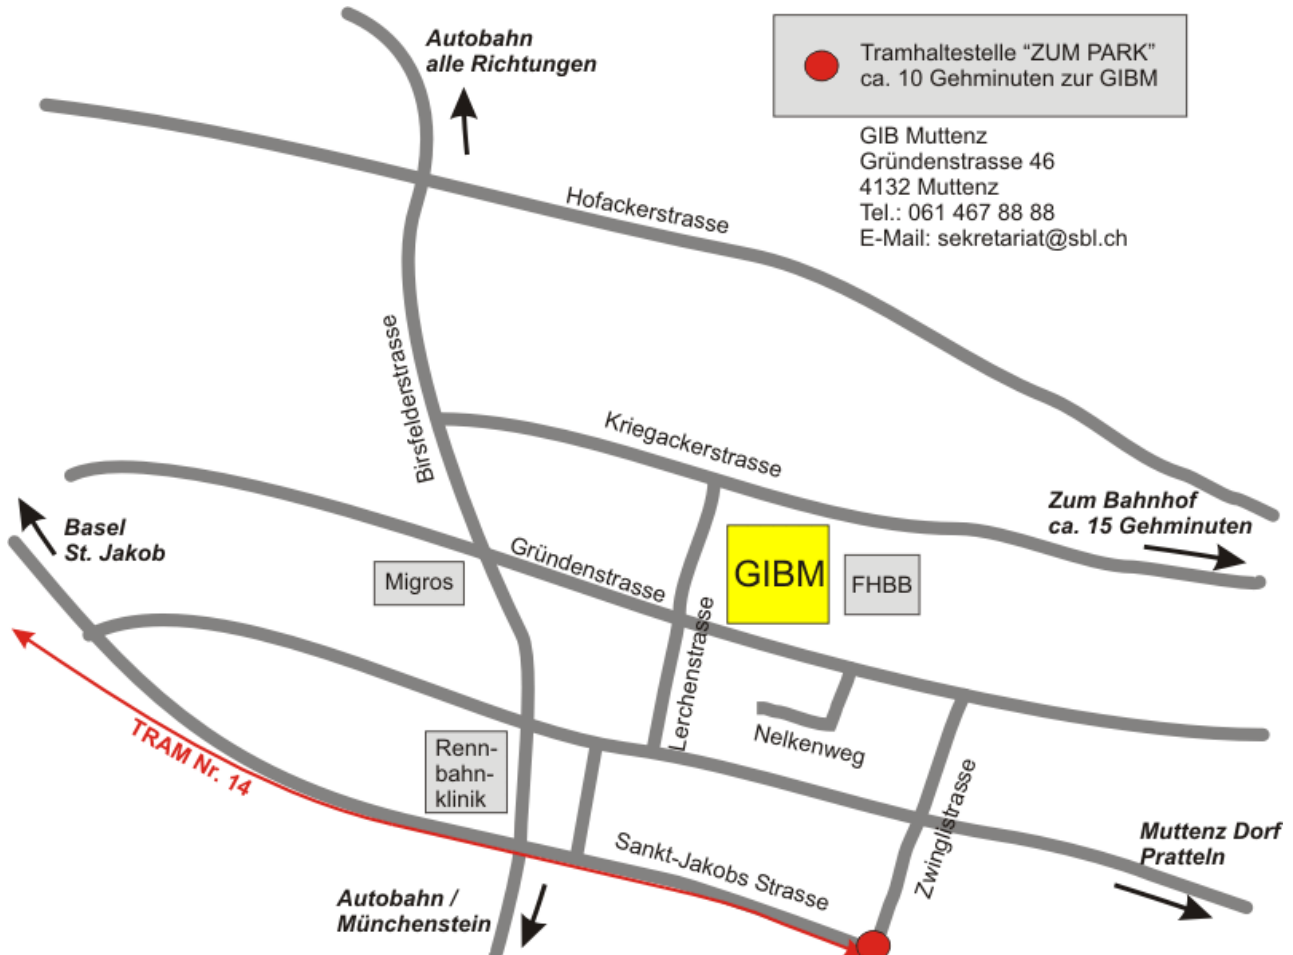 Autobahn
alle Richtungen
Tramhaltestelle “ZUM PARK”
ca. 10 Gehminuten zur GIBM
GIB Muttenz
Gründenstrasse 46
4132 Muttenz
Tel.: 061 467 88 88
E-Mail: sekretariat@sbl.ch
Hofackerstrasse
Birsfelderstrasse
Kriegackerstrasse
Zum Bahnhof
ca. 15 Gehminuten
Basel
St. Jakob
Gründenstrasse
Migros
GIBM
FHBB
Lerchenstrasse
Nelkenweg
TRAM Nr. 14
Renn-
bahn-
klinik
Zwinglistrasse
Sankt-Jakobs Strasse
Muttenz Dorf
Pratteln
Autobahn /
Münchenstein